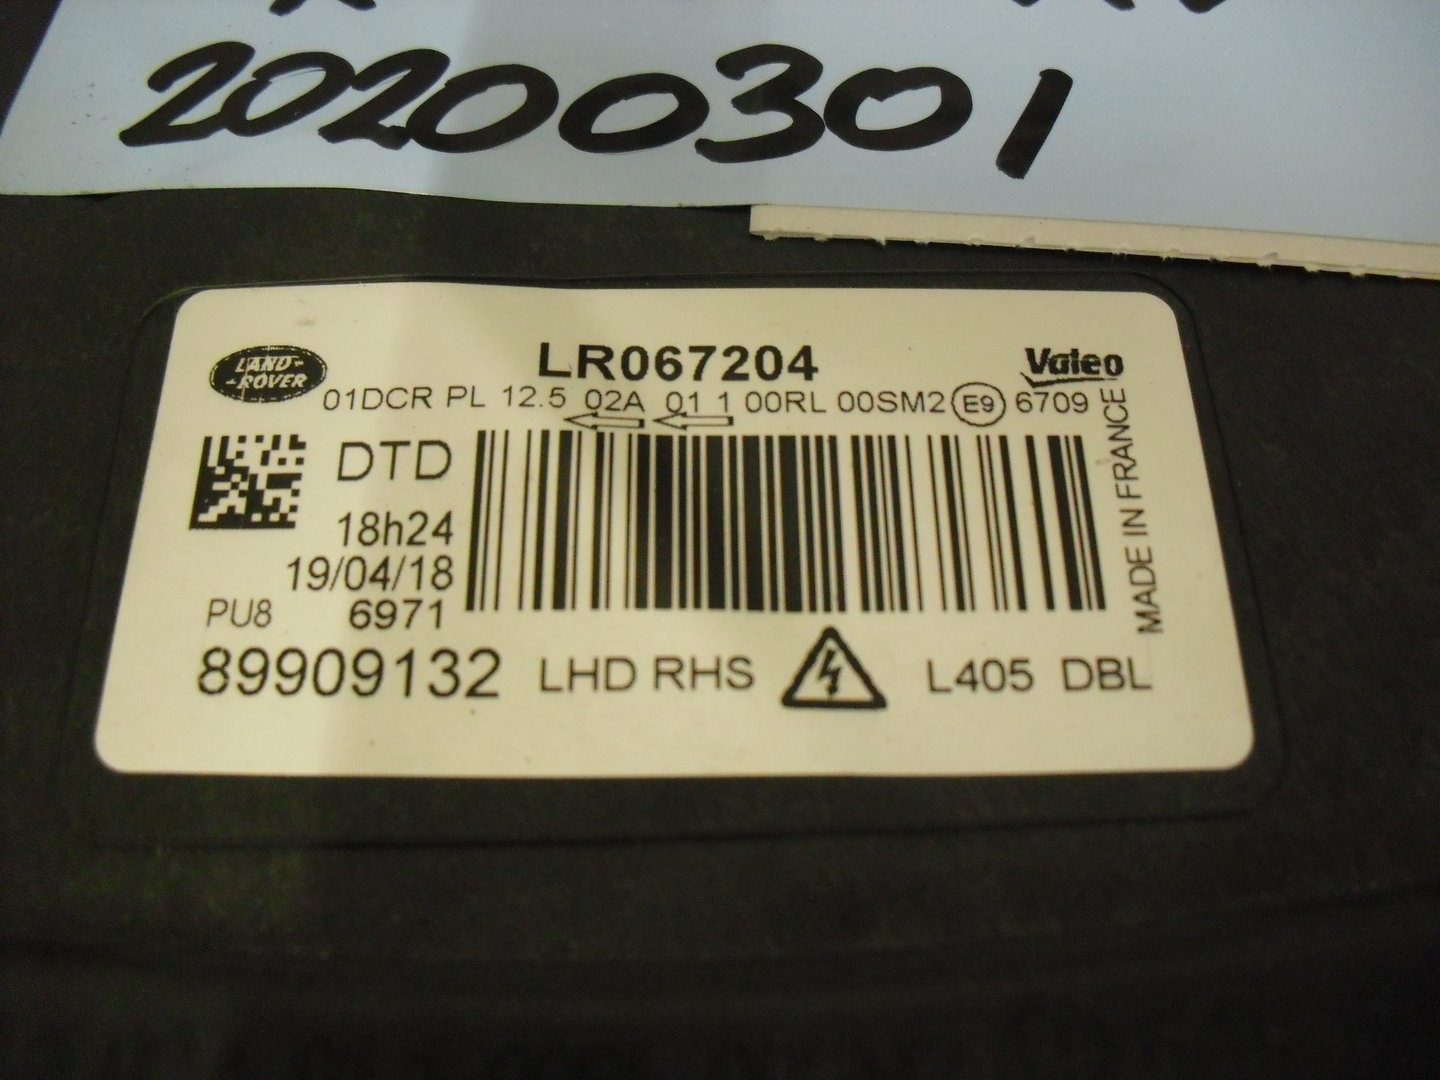 20200301
LAND-
-ROVER
LR067204
Valeo
01DCR PL 12.5 02A 01 1 00RL 00SM2 E9 6709
DTD
18h24
19/04/18
PU8 6971
MADE IN FRANCE
89909132 LHD RHS L405 DBL